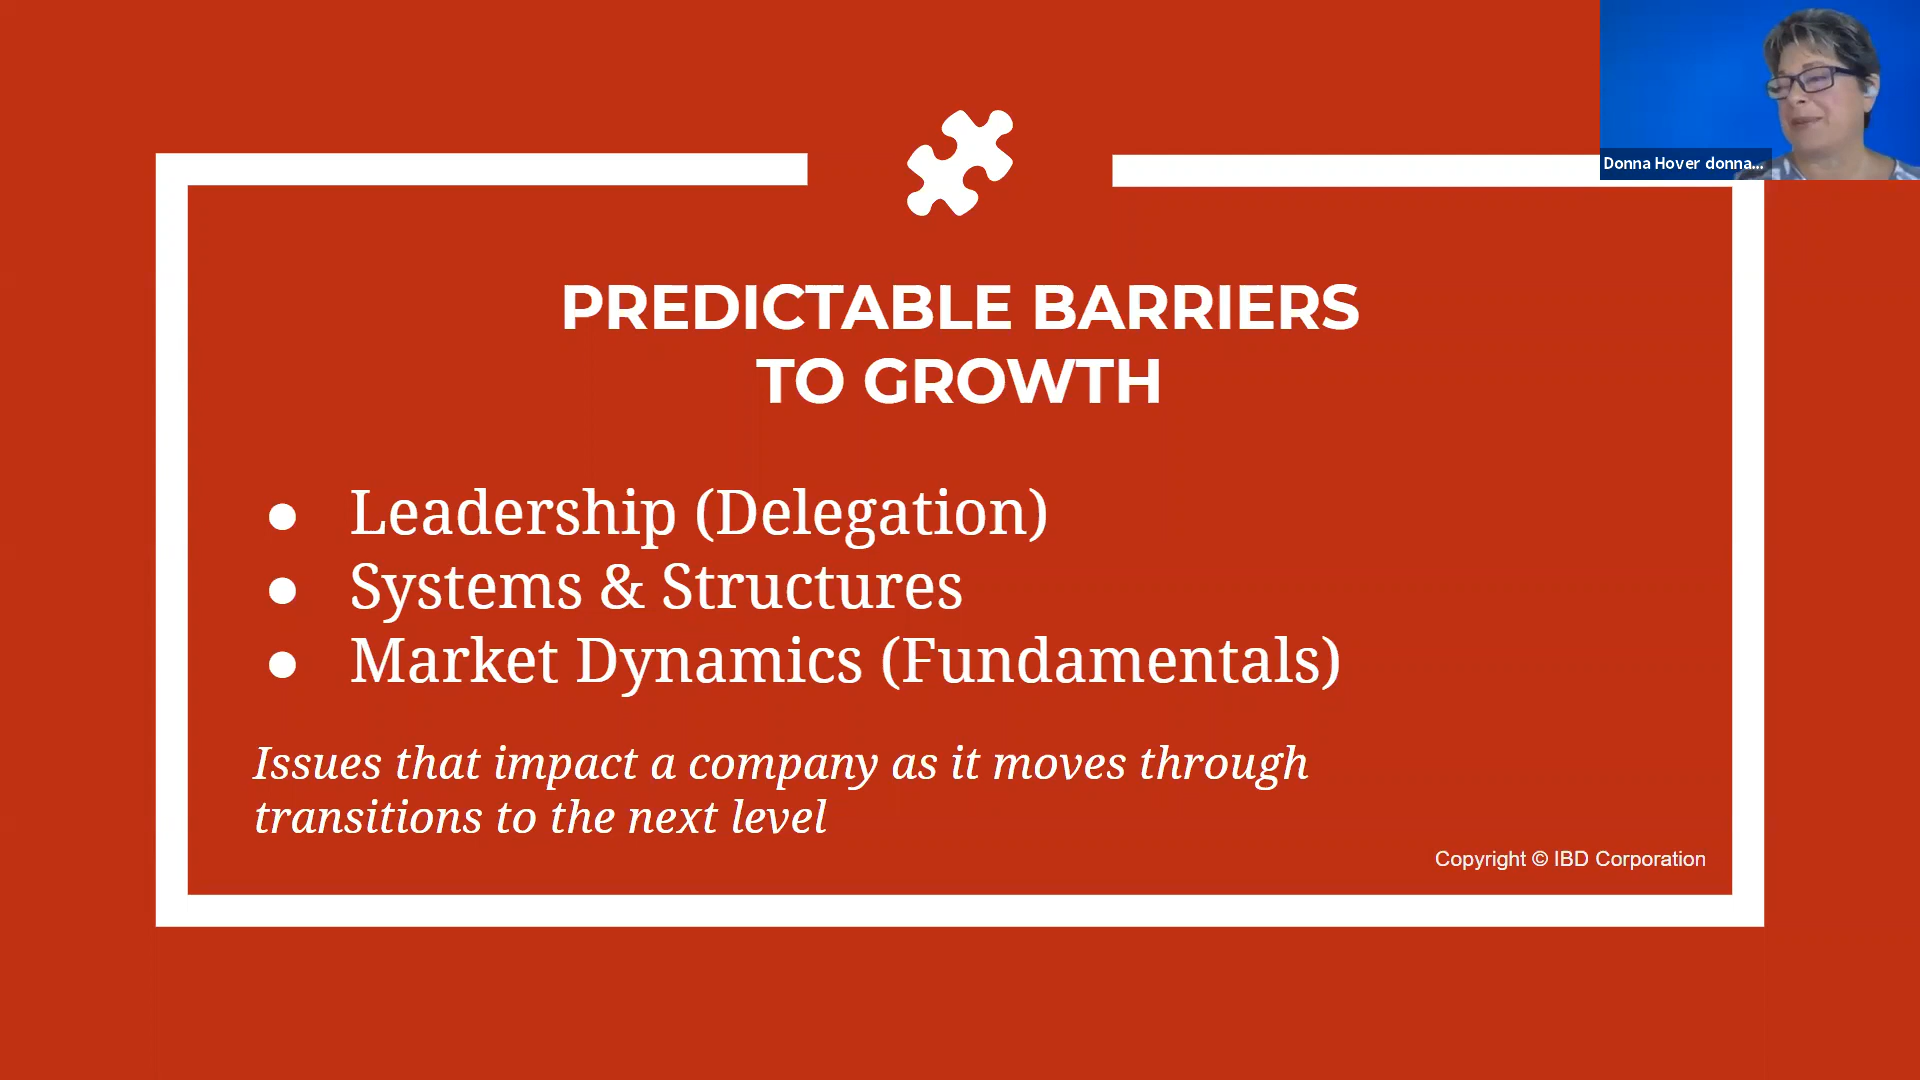 Donna Hover donna...
PREDICTABLE BARRIERS
TO GROWTH
● Leadership (Delegation)
● Systems & Structures
● Market Dynamics (Fundamentals)
Issues that impact a company as it moves through
transitions to the next level
Copyright © IBD Corporation